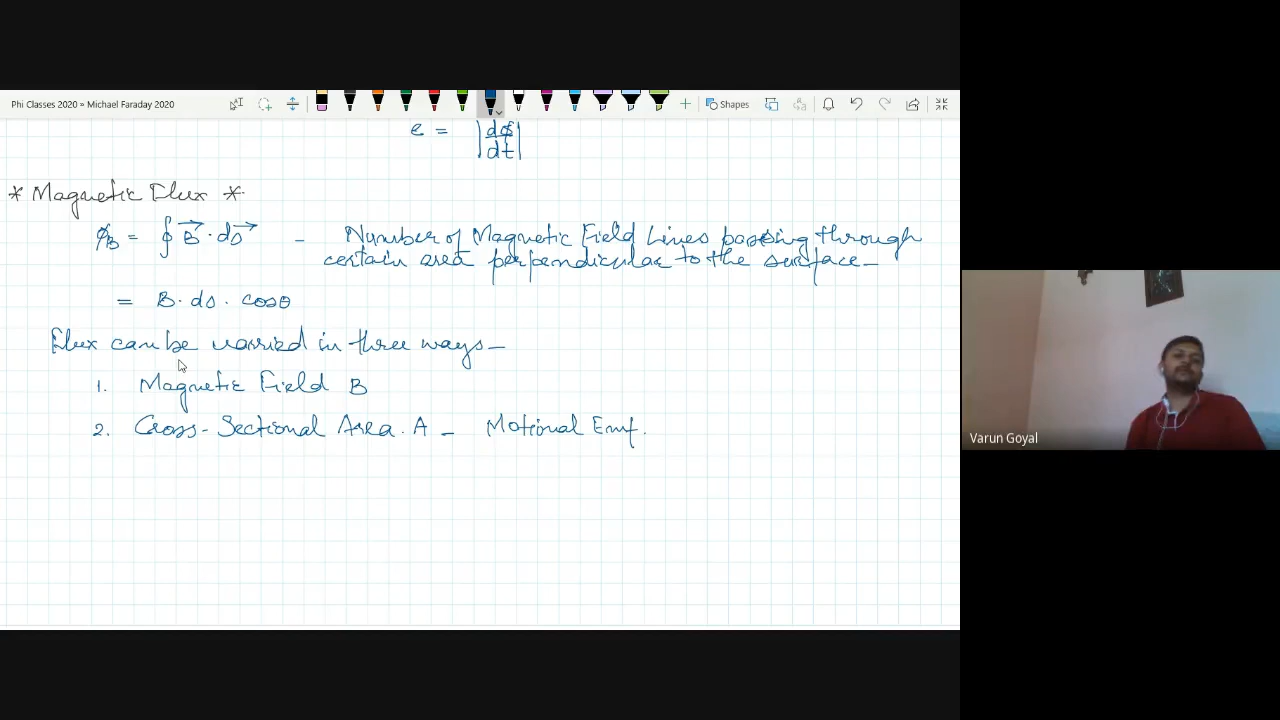 Phi Classes 2020 » Michael Faraday 2020
Shapes
e = |dφ/dt|
* Magnetic Flux *
φB = ∮ B⃗ · ds⃗ - Number of Magnetic Field Lines passing through
certain area perpendicular to the surface -
= B · ds · cosθ
Flux can be varried in three ways -
1. Magnetic Field B
2. Cross-Sectional Area. A - Motional Emf.
Varun Goyal